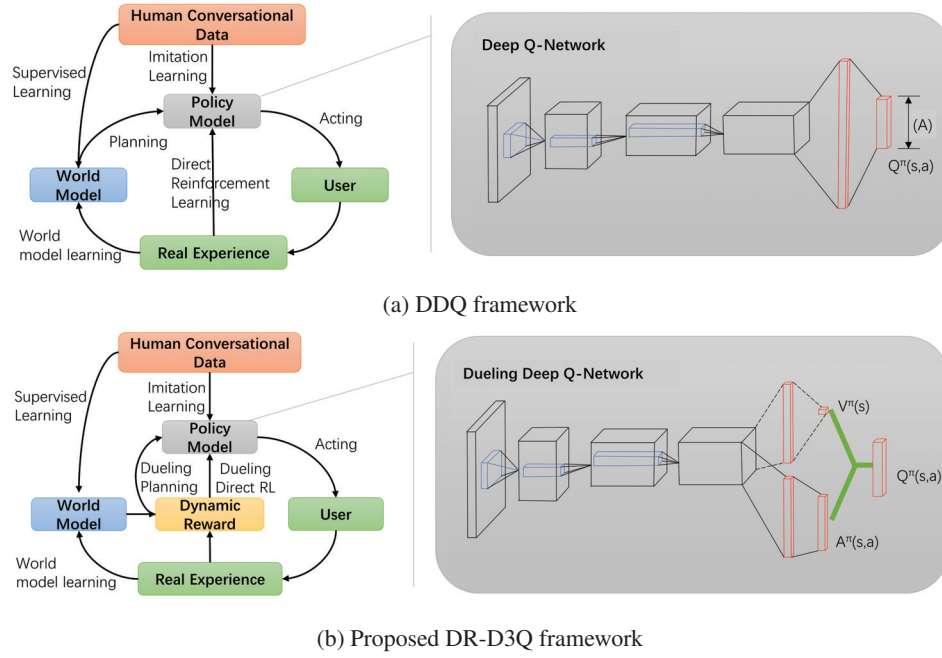 Human Conversational
Data
Supervised
Learning
Imitation
Learning
Policy
Model
Planning
Acting
Direct
Reinforcement
Learning
World
Model
User
World
model learning
Real Experience
Deep Q-Network
(A)
Qπ(s,a)
(a) DDQ framework
Human Conversational
Data
Supervised
Learning
Imitation
Learning
Policy
Model
Acting
Dueling
Planning
Dueling
Direct RL
World
Model
Dynamic
Reward
User
World
model learning
Real Experience
Dueling Deep Q-Network
Vπ(s)
Qπ(s,a)
Aπ(s,a)
(b) Proposed DR-D3Q framework